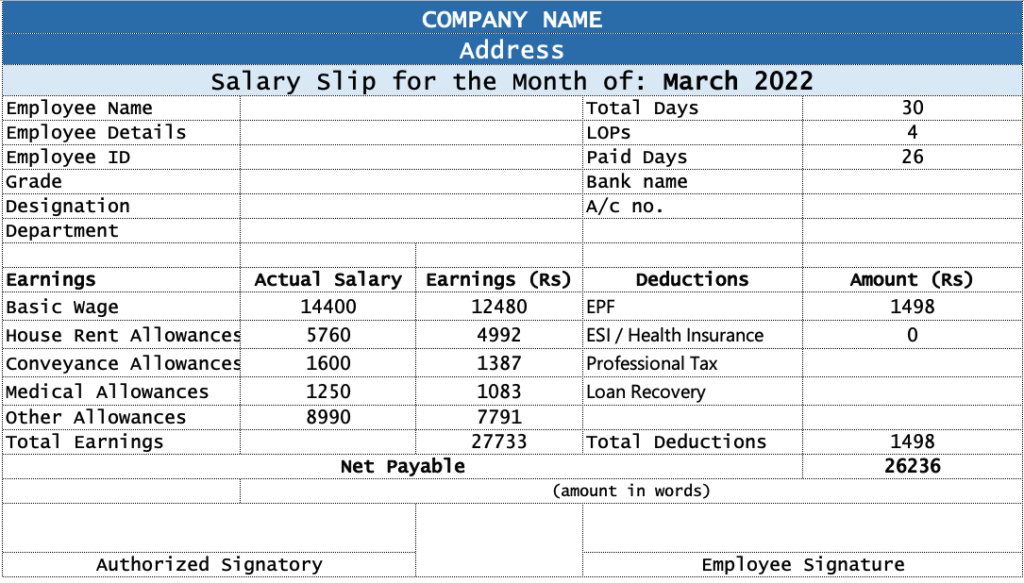 COMPANY NAME
Address
Salary Slip for the Month of: March 2022
Employee Name Total Days 30
Employee Details LOPs 4
Employee ID Paid Days 26
Grade Bank name
Designation A/c no.
Department
Earnings Actual Salary Earnings (Rs) Deductions Amount (Rs)
Basic Wage 14400 12480 EPF 1498
House Rent Allowances 5760 4992 ESI / Health Insurance 0
Conveyance Allowances 1600 1387 Professional Tax
Medical Allowances 1250 1083 Loan Recovery
Other Allowances 8990 7791
Total Earnings 27733 Total Deductions 1498
Net Payable 26236
(amount in words)
Authorized Signatory Employee Signature